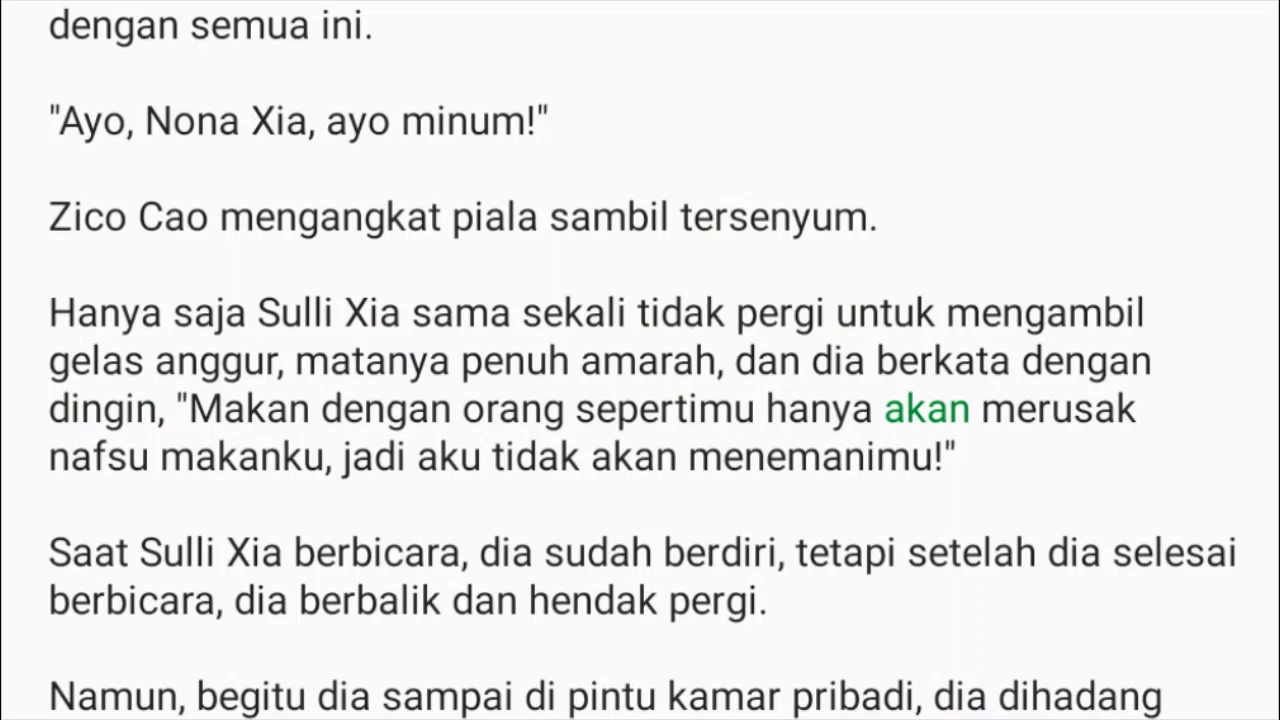 dengan semua ini.
"Ayo, Nona Xia, ayo minum!"
Zico Cao mengangkat piala sambil tersenyum.
Hanya saja Sulli Xia sama sekali tidak pergi untuk mengambil
gelas anggur, matanya penuh amarah, dan dia berkata dengan
dingin, "Makan dengan orang sepertimu hanya akan merusak
nafsu makanku, jadi aku tidak akan menemanimu!"
Saat Sulli Xia berbicara, dia sudah berdiri, tetapi setelah dia selesai
berbicara, dia berbalik dan hendak pergi.
Namun, begitu dia sampai di pintu kamar pribadi, dia dihadang